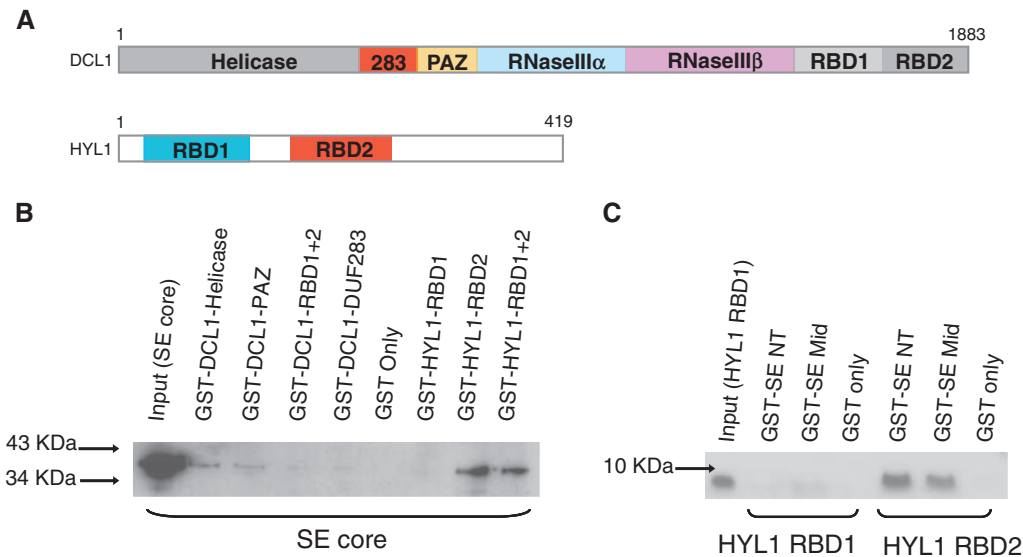 A
1
1883
DCL1
Helicase
283
PAZ
RNaseIIIα
RNaseIIIβ
RBD1
RBD2
1
419
HYL1
RBD1
RBD2
B
Input (SE core)
GST-DCL1-Helicase
GST-DCL1-PAZ
GST-DCL1-RBD1+2
GST-DCL1-DUF283
GST Only
GST-HYL1-RBD1
GST-HYL1-RBD2
GST-HYL1-RBD1+2
43 KDa
34 KDa
SE core
C
Input (HYL1 RBD1)
GST-SE NT
GST-SE Mid
GST only
GST-SE NT
GST-SE Mid
GST only
10 KDa
HYL1 RBD1
HYL1 RBD2